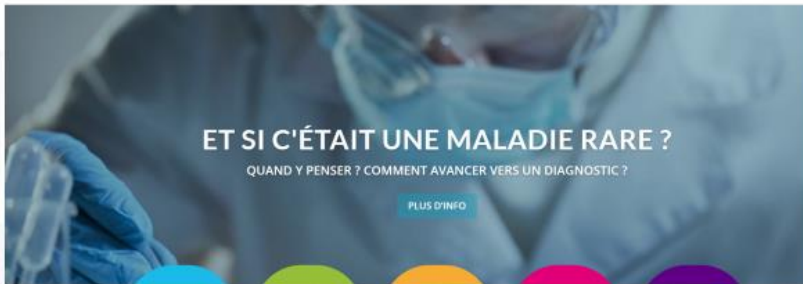 ET SI C'ÉTAIT UNE MALADIE RARE ?
QUAND Y PENSER ? COMMENT AVANCER VERS UN DIAGNOSTIC ?
PLUS D'INFO